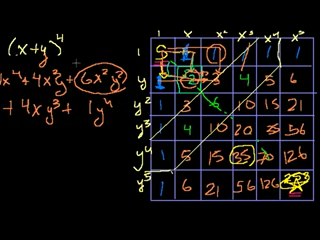 (x+y)⁴
1x⁴+4x³y+6x²y²
+4xy³+1y⁴
1 x x² x³ x⁴ x⁵
1 S 1 1 1 1 1
y 1 2 3 4 5 6
y² 1 3 6 10 15 21
y³ 1 4 10 20 35 56
y⁴ 1 5 15 35 70 126
y⁵ 1 6 21 56 126